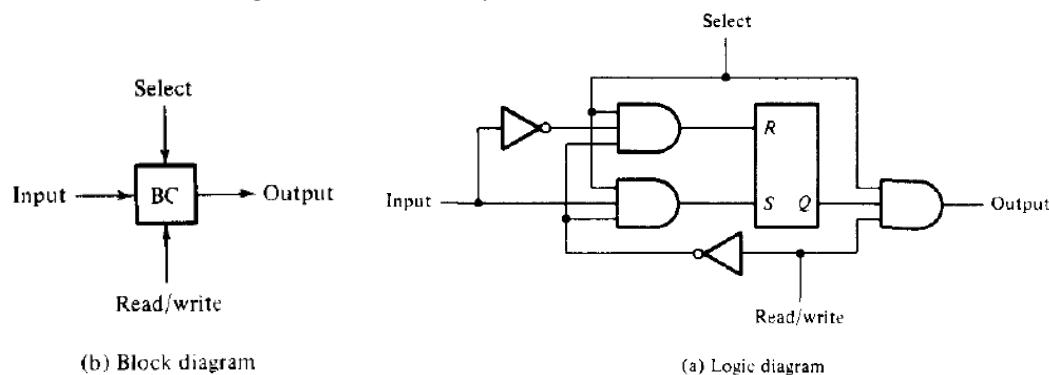 Select
Input
BC
Output
Read/write
(b) Block diagram
Select
R
Input
S
Q
Output
Read/write
(a) Logic diagram